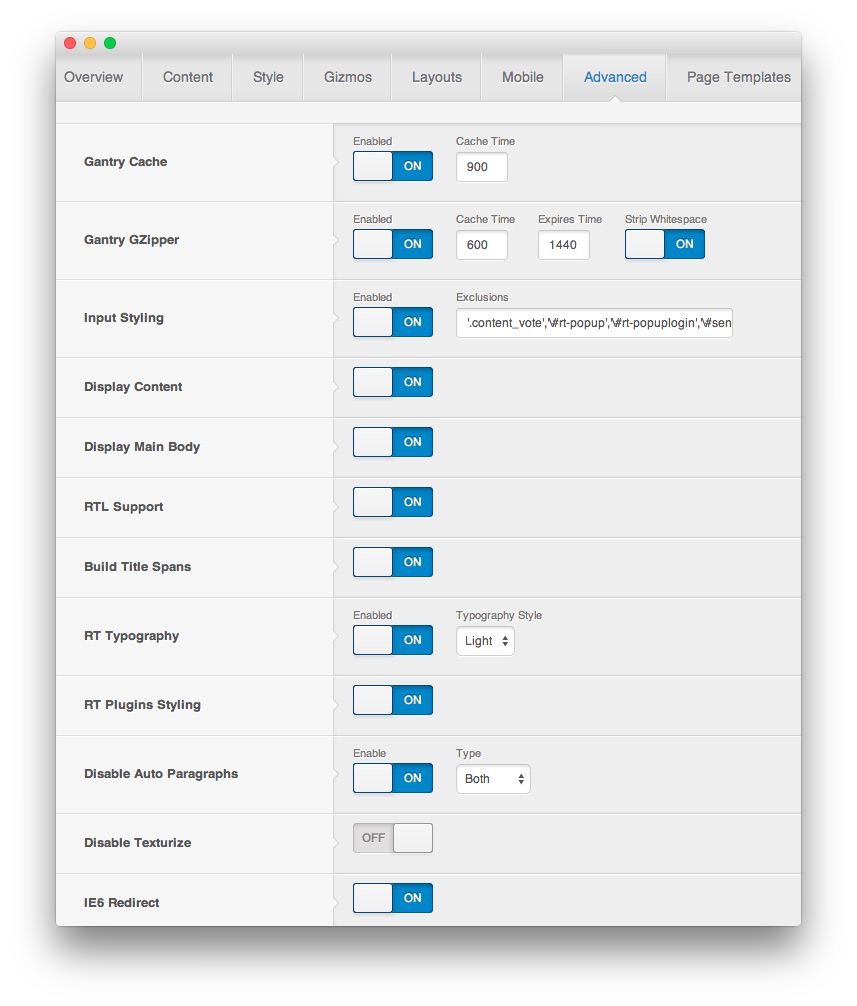 Overview Content Style Gizmos Layouts Mobile Advanced Page Templates
Gantry Cache
Enabled Cache Time
ON 900
Gantry GZipper
Enabled Cache Time Expires Time Strip Whitespace
ON 600 1440 ON
Input Styling
Enabled Exclusions
ON '.content_vote','\#rt-popup','\#rt-popuplogin','\#sen
Display Content ON
Display Main Body ON
RTL Support ON
Build Title Spans ON
RT Typography
Enabled Typography Style
ON Light
RT Plugins Styling ON
Disable Auto Paragraphs
Enable Type
ON Both
Disable Texturize OFF
IE6 Redirect ON